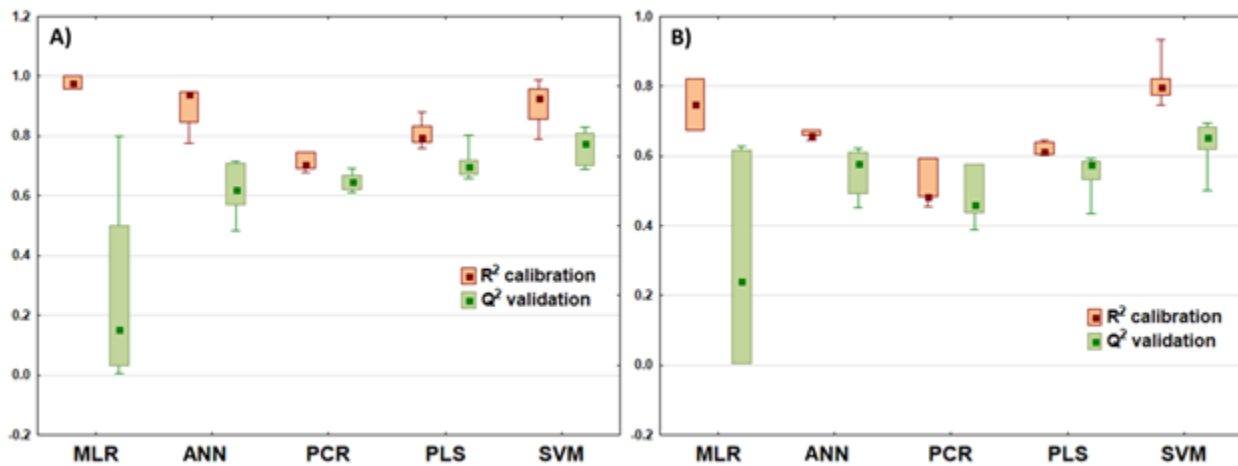 A)
1.2
1.0
0.8
0.6
0.4
0.2
0.0
-0.2
R² calibration
Q² validation
MLR ANN PCR PLS SVM
B)
1.0
0.8
0.6
0.4
0.2
0.0
-0.2
R² calibration
Q² validation
MLR ANN PCR PLS SVM